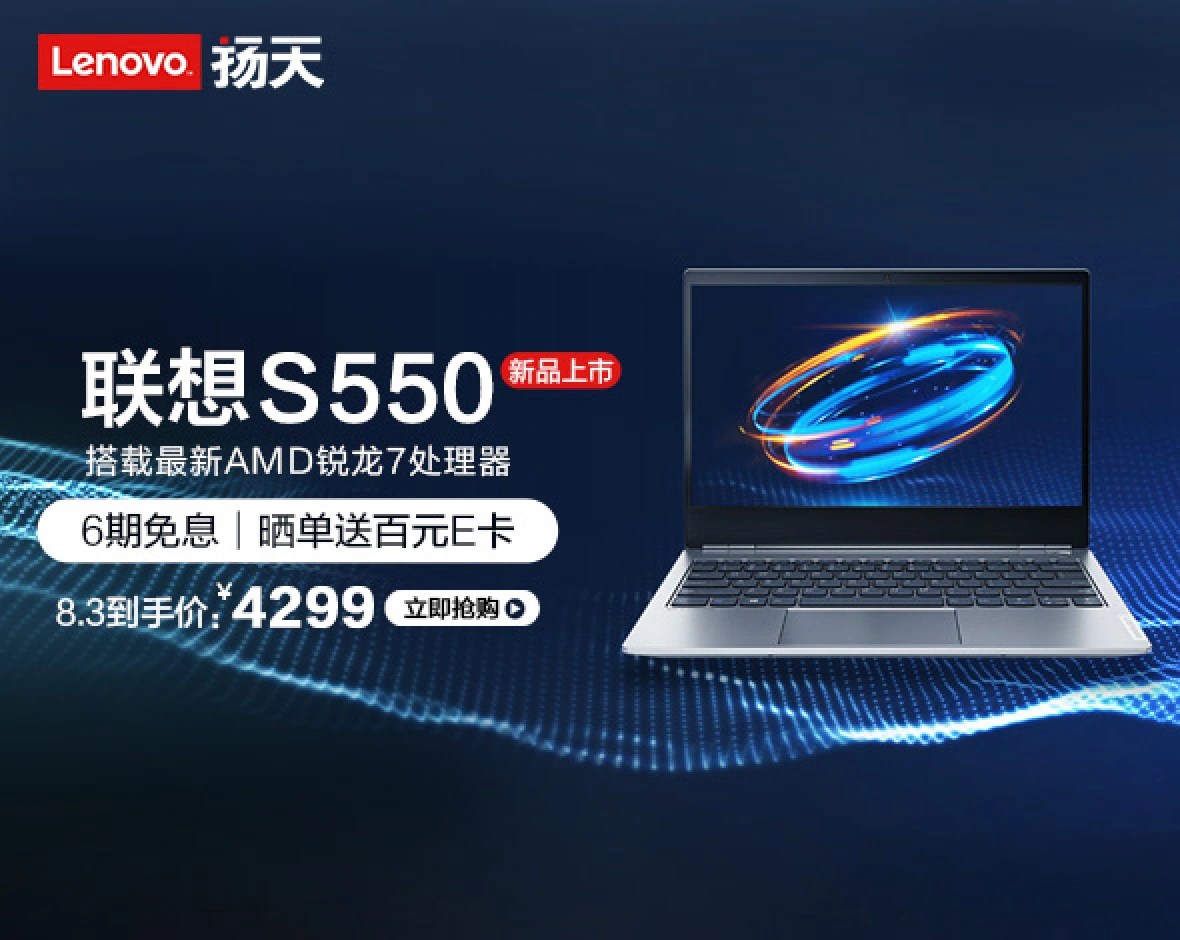 Lenovo 扬天
联想S550 新品上市
搭载最新AMD锐龙7处理器
6期免息｜晒单送百元E卡
8.3到手价:¥4299 立即抢购